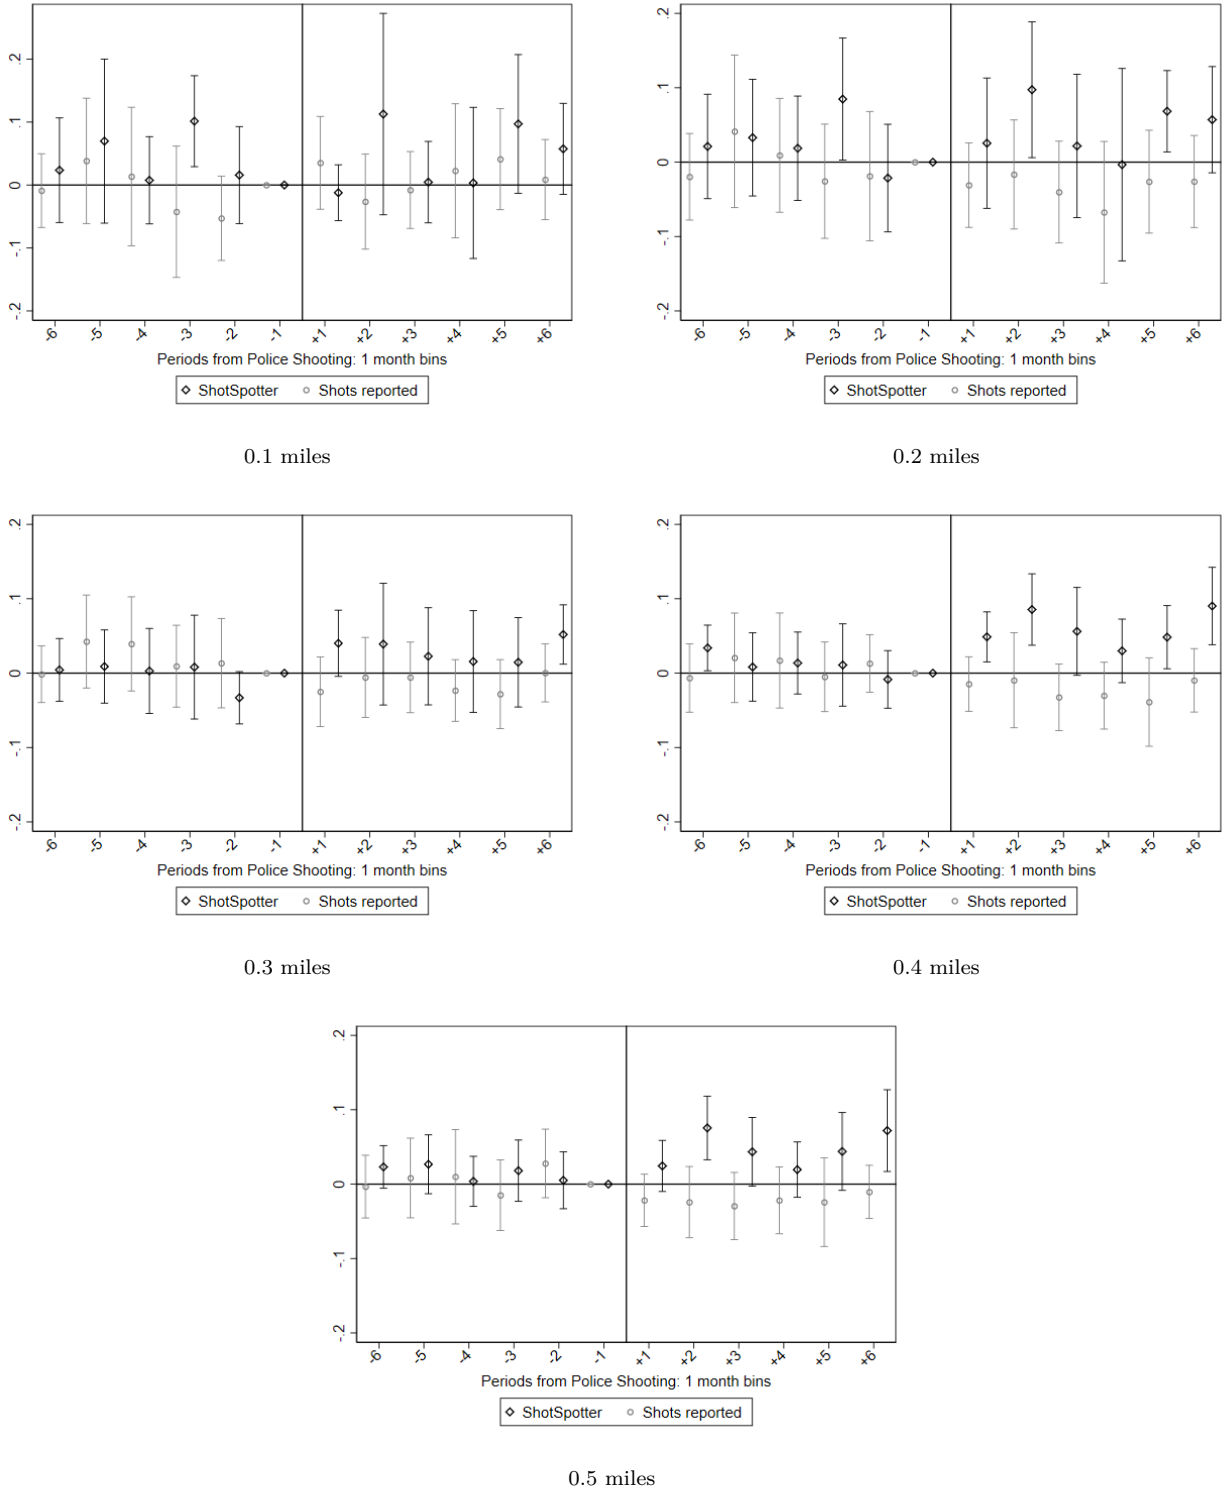 .2
.1
0
-.1
-.2
-6 -5 -4 -3 -2 -1 +1 +2 +3 +4 +5 +6
Periods from Police Shooting: 1 month bins
ShotSpotter Shots reported
0.1 miles
.2
.1
0
-.1
-.2
-6 -5 -4 -3 -2 -1 +1 +2 +3 +4 +5 +6
Periods from Police Shooting: 1 month bins
ShotSpotter Shots reported
0.2 miles
.2
.1
0
-.1
-.2
-6 -5 -4 -3 -2 -1 +1 +2 +3 +4 +5 +6
Periods from Police Shooting: 1 month bins
ShotSpotter Shots reported
0.3 miles
.2
.1
0
-.1
-.2
-6 -5 -4 -3 -2 -1 +1 +2 +3 +4 +5 +6
Periods from Police Shooting: 1 month bins
ShotSpotter Shots reported
0.4 miles
.2
.1
0
-.1
-.2
-6 -5 -4 -3 -2 -1 +1 +2 +3 +4 +5 +6
Periods from Police Shooting: 1 month bins
ShotSpotter Shots reported
0.5 miles